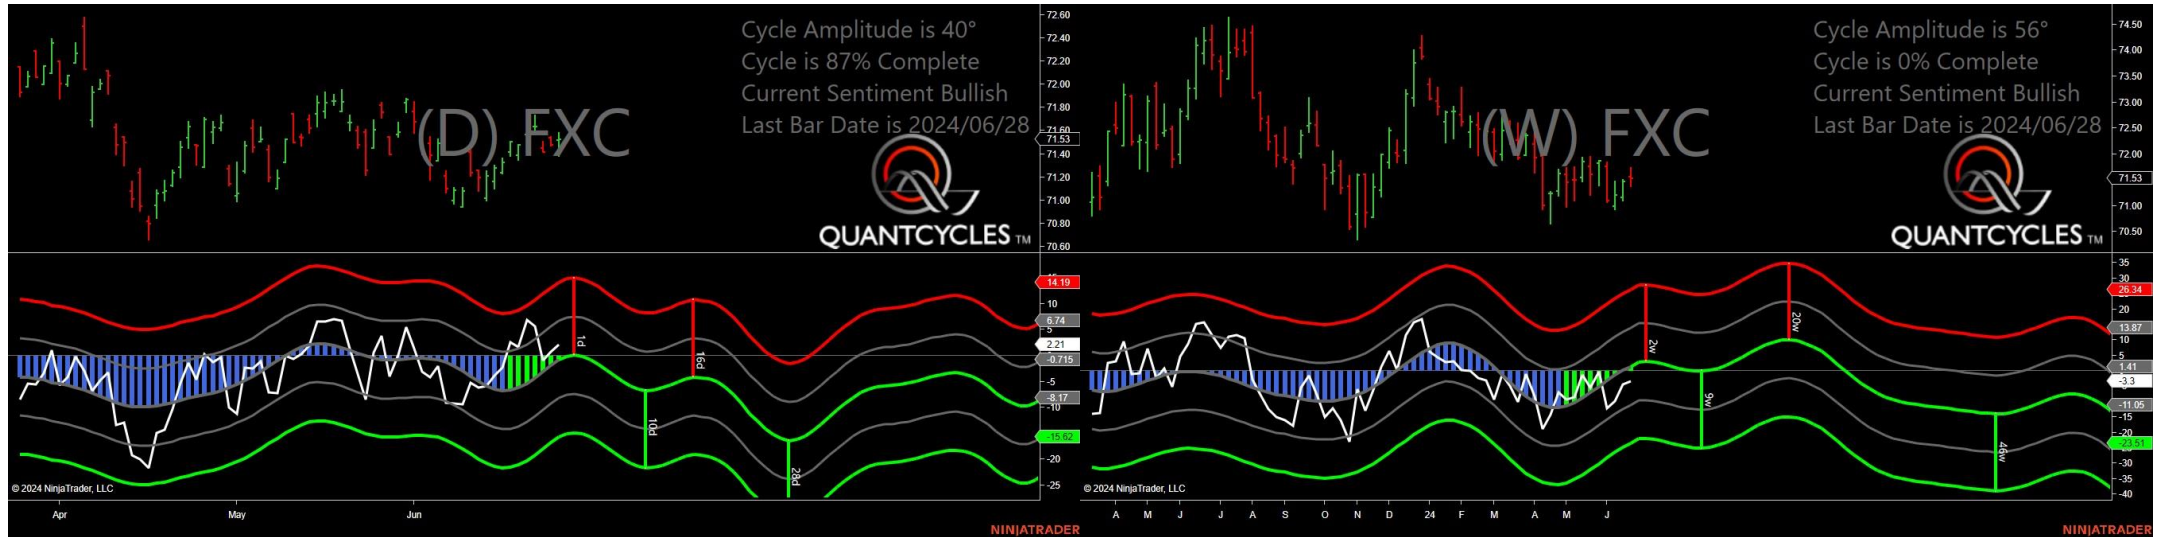 Cycle Amplitude is 40°
Cycle is 87% Complete
Current Sentiment Bullish
Last Bar Date is 2024/06/28
(D) FXC
QUANTCYCLES TM
72.60
72.40
72.20
72.00
71.80
71.60
71.53
71.40
71.20
71.00
70.80
70.60
14.19
10
6.74
5
2.21
-0.715
-5
-8.17
-10
-15.62
-20
-25
1d
16d
10d
28d
© 2024 NinjaTrader, LLC
Apr
May
Jun
NINJATRADER
Cycle Amplitude is 56°
Cycle is 0% Complete
Current Sentiment Bullish
Last Bar Date is 2024/06/28
(W) FXC
QUANTCYCLES TM
74.50
74.00
73.50
73.00
72.50
72.00
71.53
71.00
70.50
35
30
26.34
20
13.87
10
5
1.41
-3.3
-11.05
-15
-20
-23.51
-30
-35
-40
2w
20w
9w
46w
© 2024 NinjaTrader, LLC
A M J J A S O N D 24 F M A M J
NINJATRADER